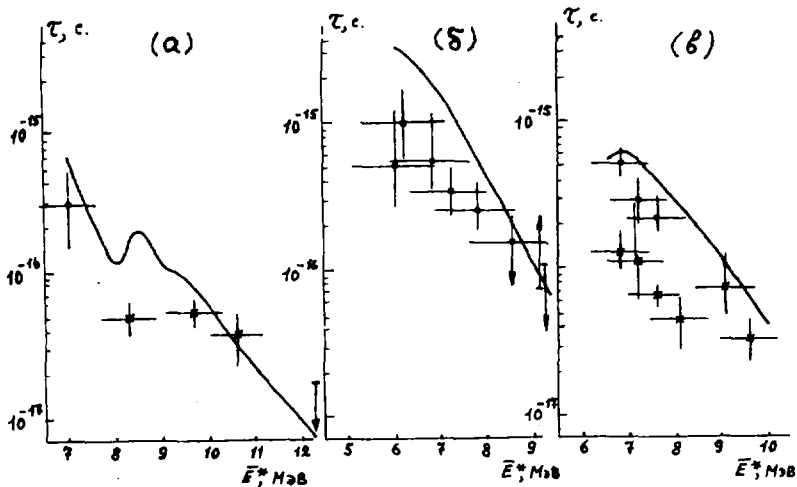 τ, с. (а) τ, с. (б) τ, с. (в)
10⁻¹⁵ 10⁻¹⁵ 10⁻¹⁵
10⁻¹⁶ 10⁻¹⁶ 10⁻¹⁶
10⁻¹⁷ 10⁻¹⁷
7 8 9 10 11 12 5 6 7 8 9 6 7 8 9 10
E̅*, МэВ E̅*, МэВ E̅*, МэВ